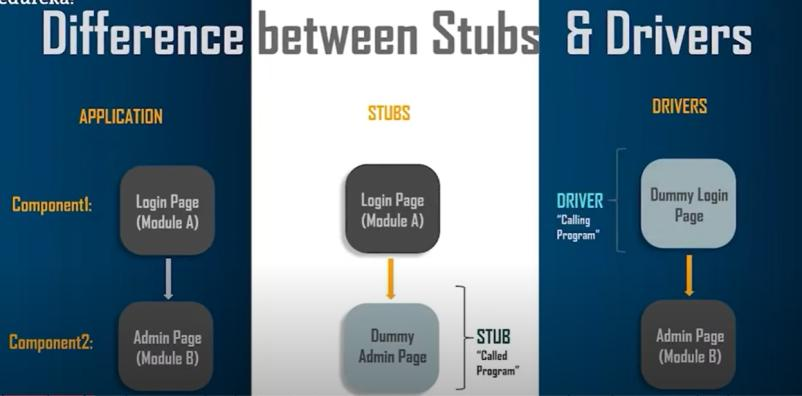 edureka!
Difference between Stubs & Drivers
APPLICATION
STUBS
DRIVERS
Component1:
Login Page
(Module A)
Login Page
(Module A)
DRIVER
"Calling
Program"
Dummy Login
Page
Component2:
Admin Page
(Module B)
Dummy
Admin Page
STUB
"Called
Program"
Admin Page
(Module B)